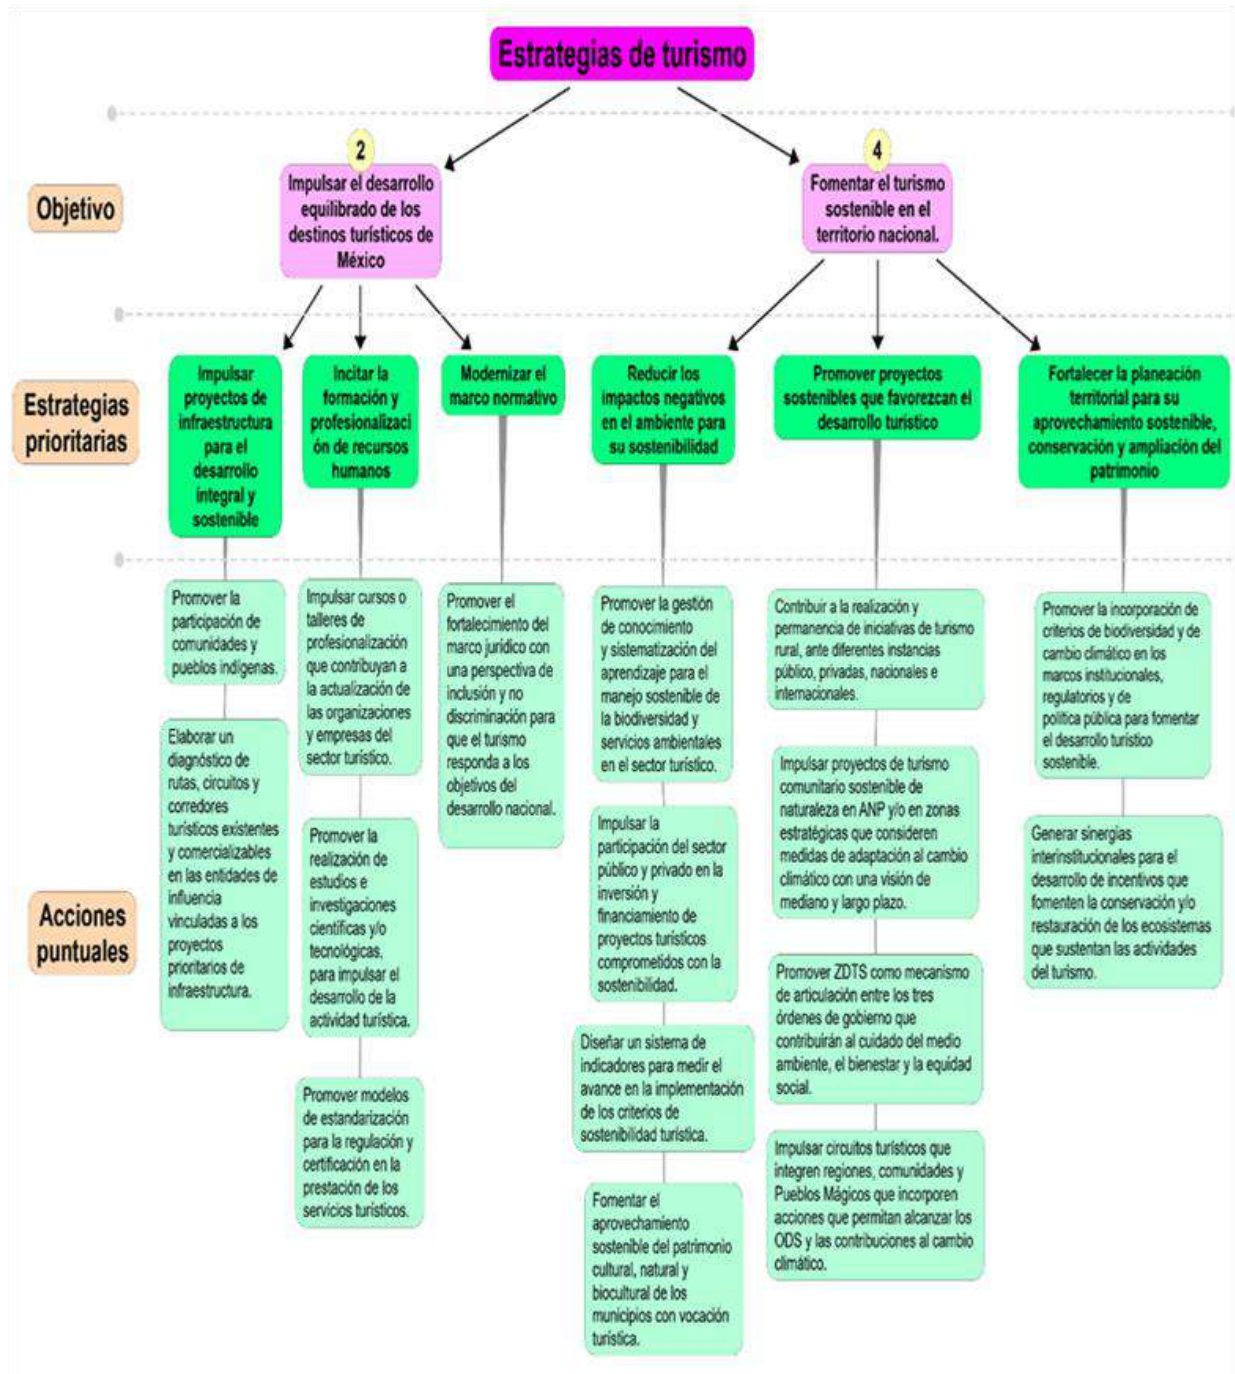 Estrategias de turismo
Objetivo
2
Impulsar el desarrollo
equilibrado de los
destinos turísticos de
México
4
Fomentar el turismo
sostenible en el
territorio nacional.
Estrategias
prioritarias
Impulsar
proyectos de
infraestructura
para el
desarrollo
integral y
sostenible
Incitar la
formación y
profesionalizaci
ón de recursos
humanos
Modernizar el
marco normativo
Reducir los
impactos negativos
en el ambiente para
su sostenibilidad
Promover proyectos
sostenibles que favorezcan el
desarrollo turístico
Fortalecer la planeación
territorial para su
aprovechamiento sostenible,
conservación y ampliación del
patrimonio
Acciones
puntuales
Promover la
participación de
comunidades y
pueblos indígenas.
Elaborar un
diagnóstico de
rutas, circuitos y
corredores
turísticos existentes
y comercializables
en las entidades de
influencia
vinculadas a los
proyectos
prioritarios de
infraestructura.
Impulsar cursos o
talleres de
profesionalización
que contribuyan a
la actualización de
las organizaciones
y empresas del
sector turístico.
Promover la
realización de
estudios e
investigaciones
científicas y/o
tecnológicas,
para impulsar el
desarrollo de la
actividad turística.
Promover modelos
de estandarización
para la regulación y
certificación en la
prestación de los
servicios turísticos.
Promover el
fortalecimiento del
marco jurídico con
una perspectiva de
inclusión y no
discriminación para
que el turismo
responda a los
objetivos del
desarrollo nacional.
Promover la gestión
de conocimiento
y sistematización del
aprendizaje para el
manejo sostenible de
la biodiversidad y
servicios ambientales
en el sector turístico.
Impulsar la
participación del sector
público y privado en la
inversión y
financiamiento de
proyectos turísticos
comprometidos con la
sostenibilidad.
Diseñar un sistema de
indicadores para medir el
avance en la implementación
de los criterios de
sostenibilidad turística.
Fomentar el
aprovechamiento
sostenible del patrimonio
cultural, natural y
biocultural de los
municipios con vocación
turística.
Contribuir a la realización y
permanencia de iniciativas de turismo
rural, ante diferentes instancias
público, privadas, nacionales e
internacionales.
Impulsar proyectos de turismo
comunitario sostenible de
naturaleza en ANP y/o en zonas
estratégicas que consideren
medidas de adaptación al cambio
climático con una visión de
mediano y largo plazo.
Promover ZDTS como mecanismo
de articulación entre los tres
órdenes de gobierno que
contribuirán al cuidado del medio
ambiente, el bienestar y la equidad
social.
Impulsar circuitos turísticos que
integren regiones, comunidades y
Pueblos Mágicos que incorporen
acciones que permitan alcanzar los
ODS y las contribuciones al cambio
climático.
Promover la incorporación de
criterios de biodiversidad y de
cambio climático en los
marcos institucionales,
regulatorios y de
política pública para fomentar
el desarrollo turístico
sostenible.
Generar sinergias
interinstitucionales para el
desarrollo de incentivos que
fomenten la conservación y/o
restauración de los ecosistemas
que sustentan las actividades
del turismo.